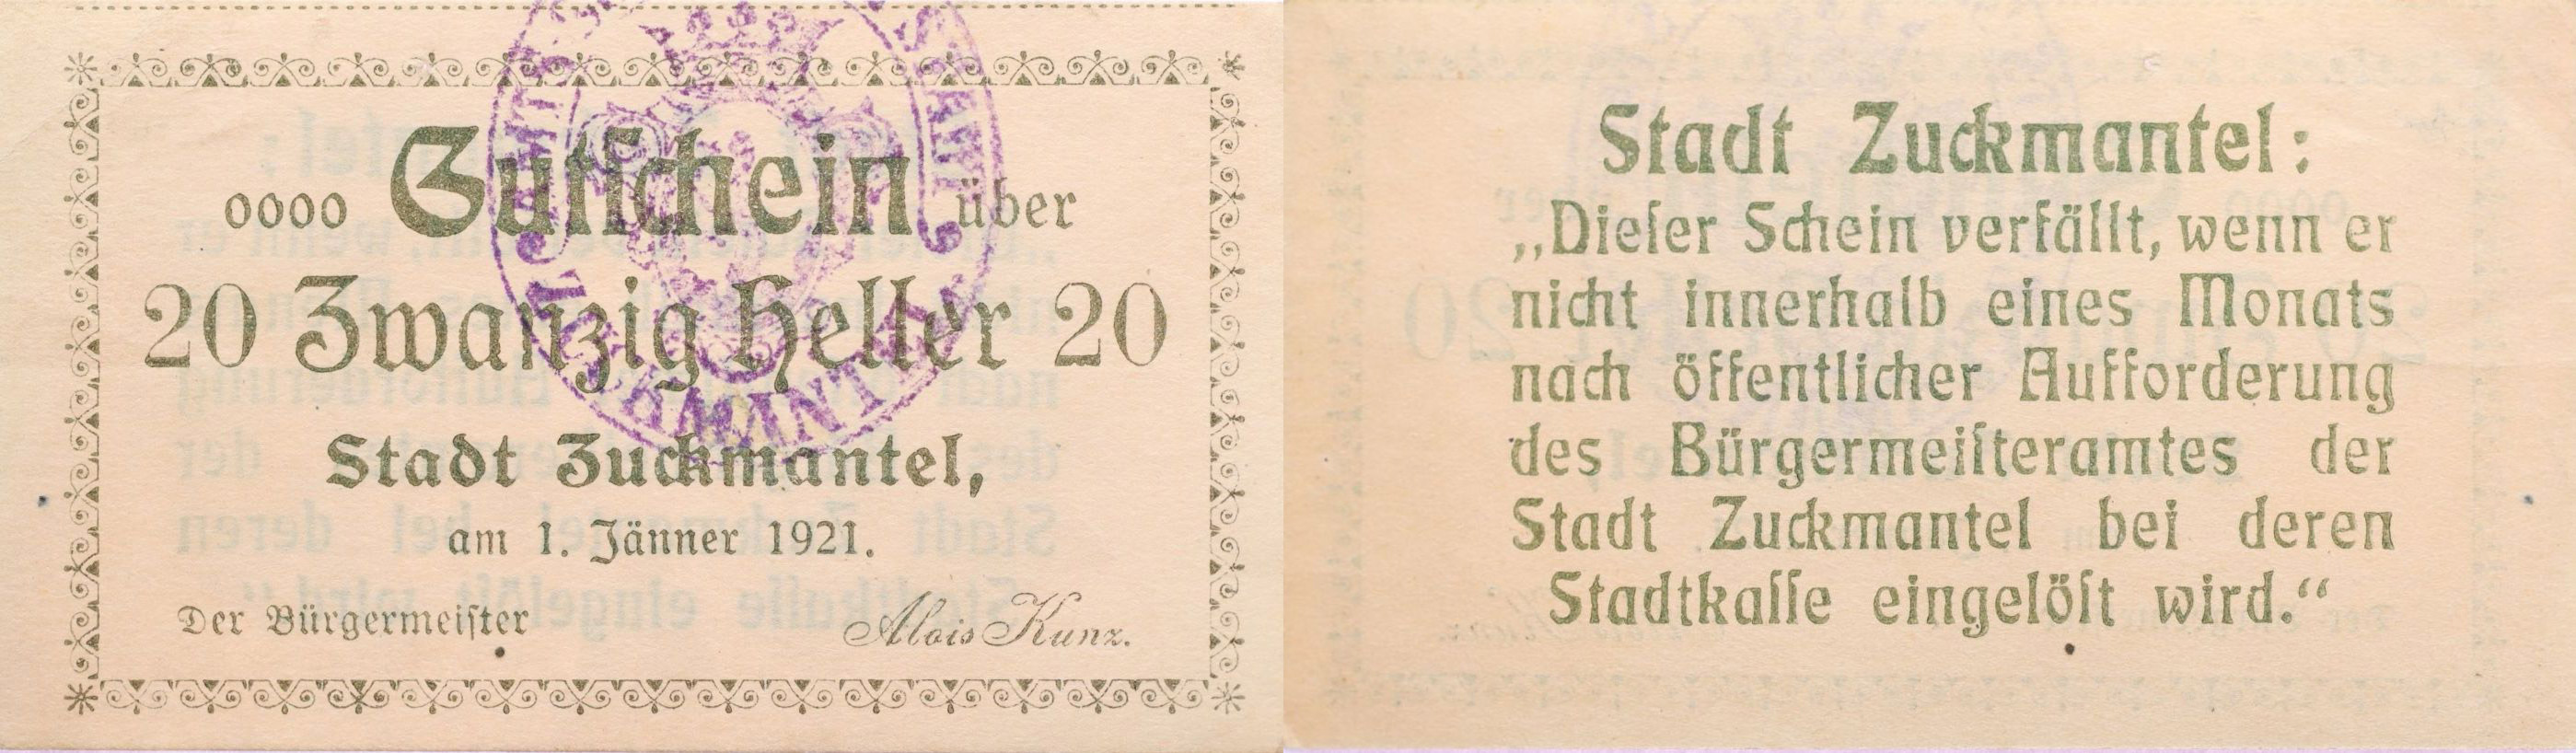 oooo Gutſchein über
20 Zwanzig Heller 20
Stadt Zuckmantel,
am 1. Jänner 1921.
Der Bürgermeiſter Alois Kunz.
Stadt Zuckmantel:
„Dieſer Schein verfällt, wenn er
nicht innerhalb eines Monats
nach öffentlicher Aufforderung
des Bürgermeiſteramtes der
Stadt Zuckmantel bei deren
Stadtkaſſe eingelöſt wird.“